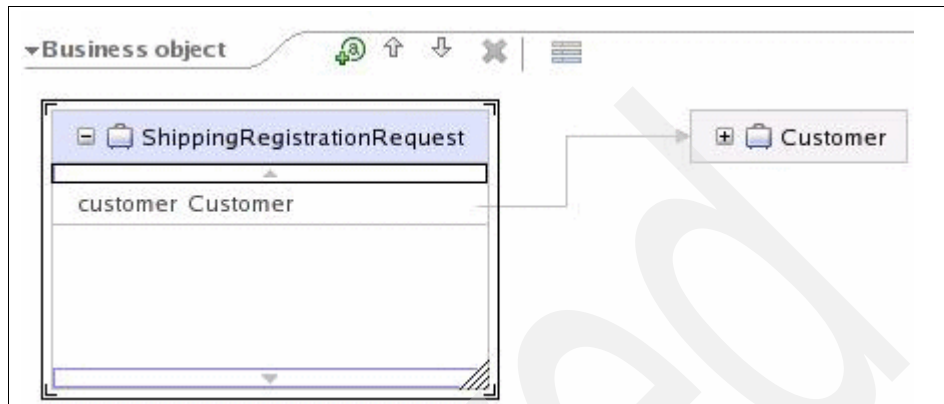 Business object
ShippingRegistrationRequest
Customer
customer Customer